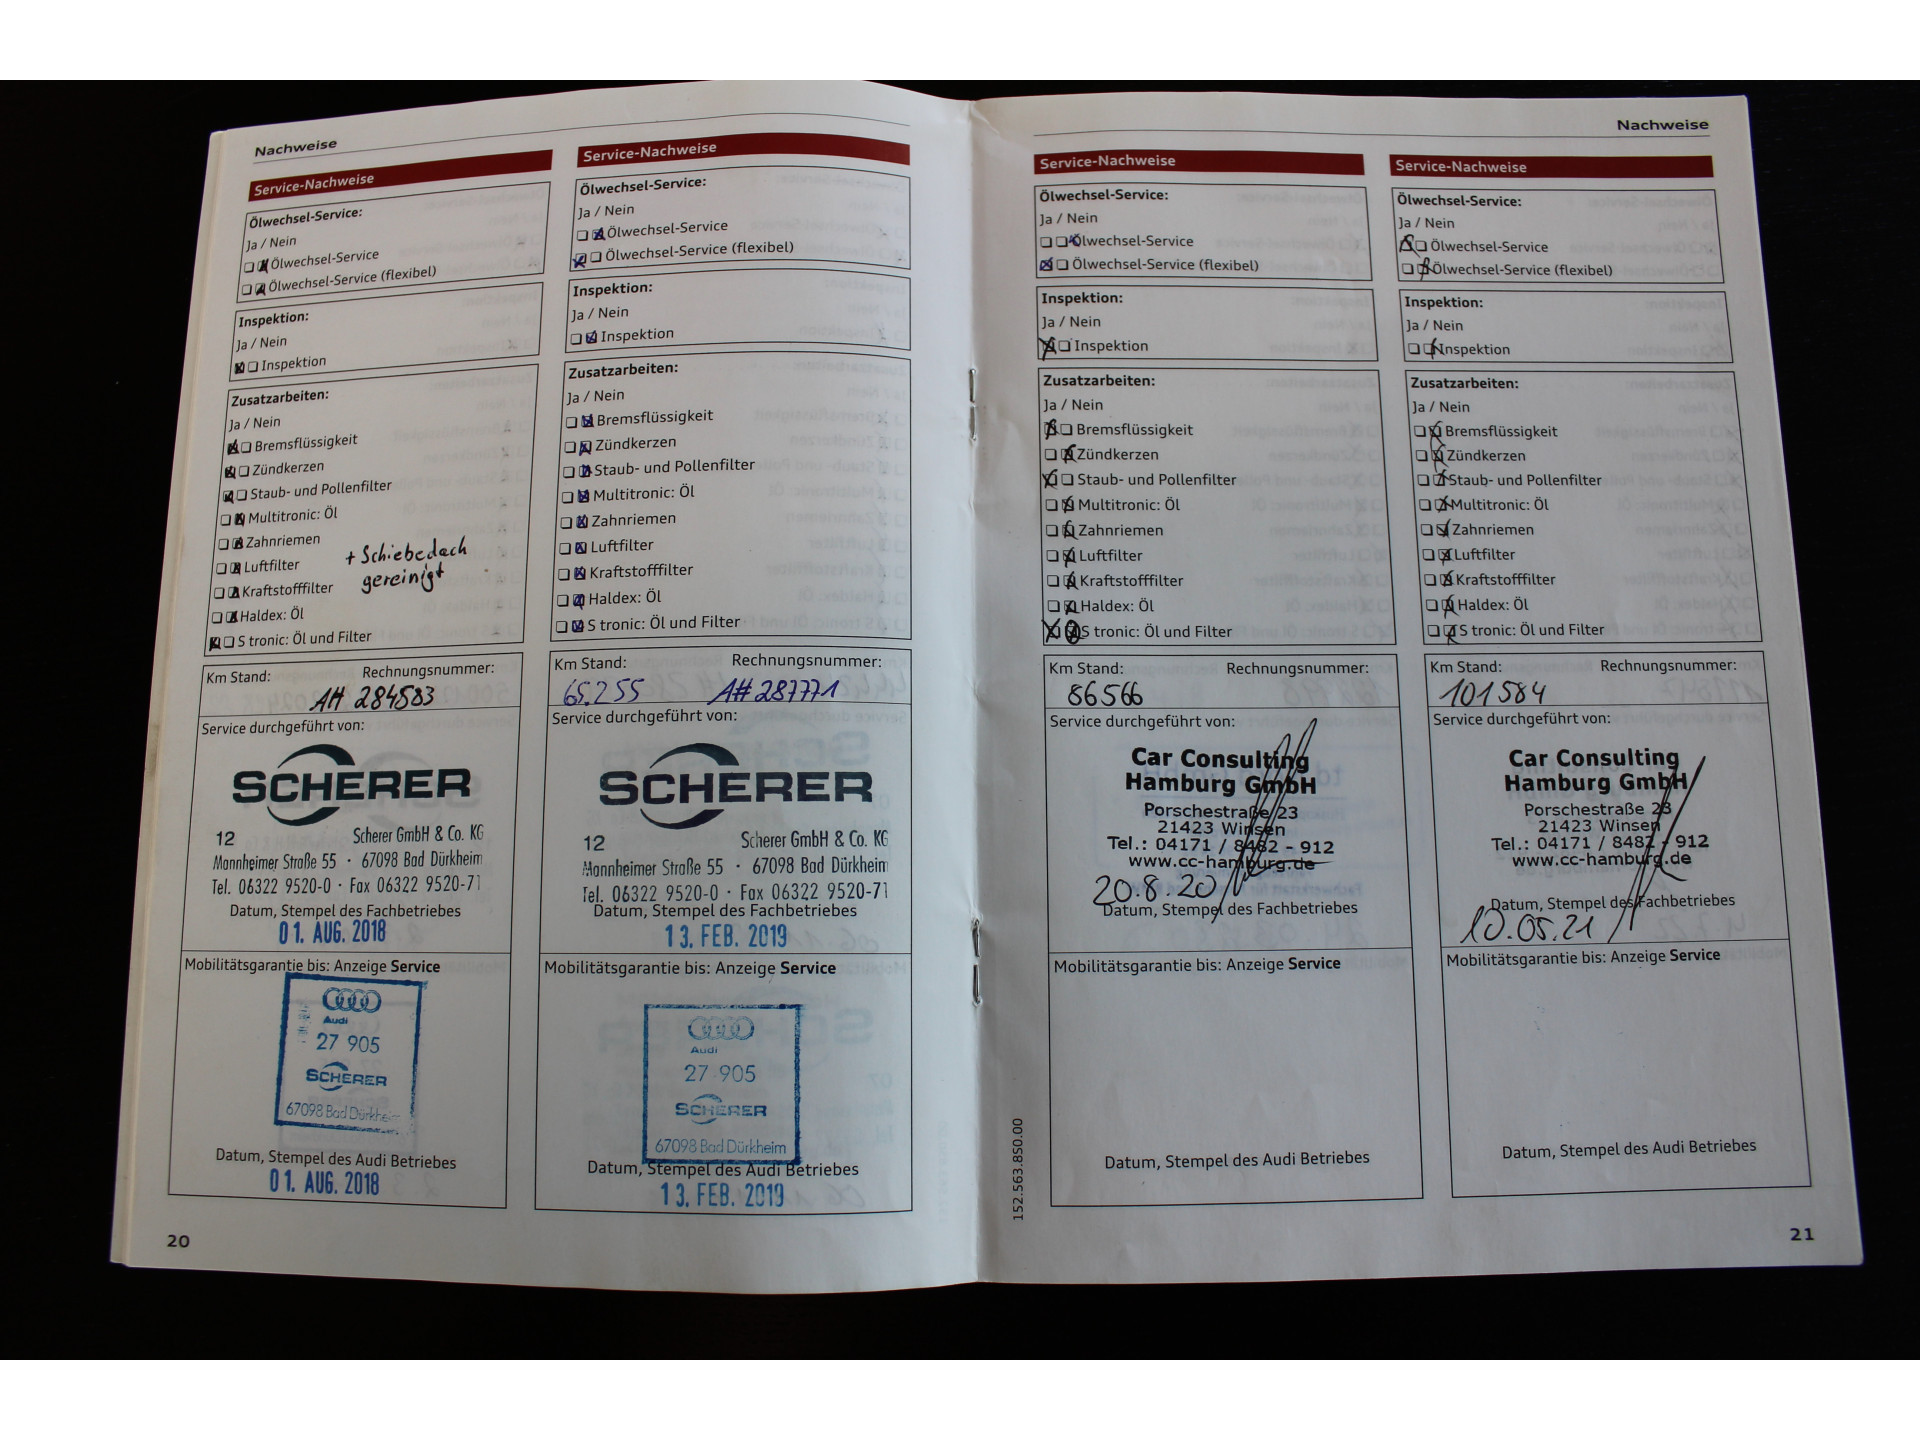 Nachweise
Service-Nachweise
Ölwechsel-Service:
Ja / Nein
Ölwechsel-Service
Ölwechsel-Service (flexibel)
Inspektion:
Ja / Nein
Inspektion
Zusatzarbeiten:
Ja / Nein
Bremsflüssigkeit
Zündkerzen
Staub- und Pollenfilter
Multitronic: Öl
Zahnriemen
Luftfilter
Kraftstofffilter
Haldex: Öl
S tronic: Öl und Filter
+ Schiebedach
gereinigt
Km Stand: Rechnungsnummer:
AH 284583
Service durchgeführt von:
SCHERER
12 Scherer GmbH & Co. KG
Mannheimer Straße 55 · 67098 Bad Dürkheim
Tel. 06322 9520-0 · Fax 06322 9520-71
Datum, Stempel des Fachbetriebes
01. AUG. 2018
Mobilitätsgarantie bis: Anzeige Service
Audi
27 905
SCHERER
67098 Bad Dürkheim
Datum, Stempel des Audi Betriebes
01. AUG. 2018
20
Service-Nachweise
Ölwechsel-Service:
Ja / Nein
Ölwechsel-Service
Ölwechsel-Service (flexibel)
Inspektion:
Ja / Nein
Inspektion
Zusatzarbeiten:
Ja / Nein
Bremsflüssigkeit
Zündkerzen
Staub- und Pollenfilter
Multitronic: Öl
Zahnriemen
Luftfilter
Kraftstofffilter
Haldex: Öl
S tronic: Öl und Filter
Km Stand: Rechnungsnummer:
65.255 A# 287771
Service durchgeführt von:
SCHERER
12 Scherer GmbH & Co. KG
Mannheimer Straße 55 · 67098 Bad Dürkheim
Tel. 06322 9520-0 · Fax 06322 9520-71
Datum, Stempel des Fachbetriebes
13. FEB. 2019
Mobilitätsgarantie bis: Anzeige Service
Audi
27 905
SCHERER
67098 Bad Dürkheim
Datum, Stempel des Audi Betriebes
13. FEB. 2019
Nachweise
Service-Nachweise
Ölwechsel-Service:
Ja / Nein
Ölwechsel-Service
Ölwechsel-Service (flexibel)
Inspektion:
Ja / Nein
Inspektion
Zusatzarbeiten:
Ja / Nein
Bremsflüssigkeit
Zündkerzen
Staub- und Pollenfilter
Multitronic: Öl
Zahnriemen
Luftfilter
Kraftstofffilter
Haldex: Öl
S tronic: Öl und Filter
Km Stand: Rechnungsnummer:
86566
Service durchgeführt von:
Car Consulting
Hamburg GmbH
Porschestraße 23
21423 Winsen
Tel.: 04171 / 8482 - 912
www.cc-hamburg.de
20.8.20
Datum, Stempel des Fachbetriebes
Mobilitätsgarantie bis: Anzeige Service
Datum, Stempel des Audi Betriebes
152.563.850.00
Service-Nachweise
Ölwechsel-Service:
Ja / Nein
Ölwechsel-Service
Ölwechsel-Service (flexibel)
Inspektion:
Ja / Nein
Inspektion
Zusatzarbeiten:
Ja / Nein
Bremsflüssigkeit
Zündkerzen
Staub- und Pollenfilter
Multitronic: Öl
Zahnriemen
Luftfilter
Kraftstofffilter
Haldex: Öl
S tronic: Öl und Filter
Km Stand: Rechnungsnummer:
101584
Service durchgeführt von:
Car Consulting
Hamburg GmbH
Porschestraße 23
21423 Winsen
Tel.: 04171 / 8482 - 912
www.cc-hamburg.de
Datum, Stempel des Fachbetriebes
10.05.21
Mobilitätsgarantie bis: Anzeige Service
Datum, Stempel des Audi Betriebes
21